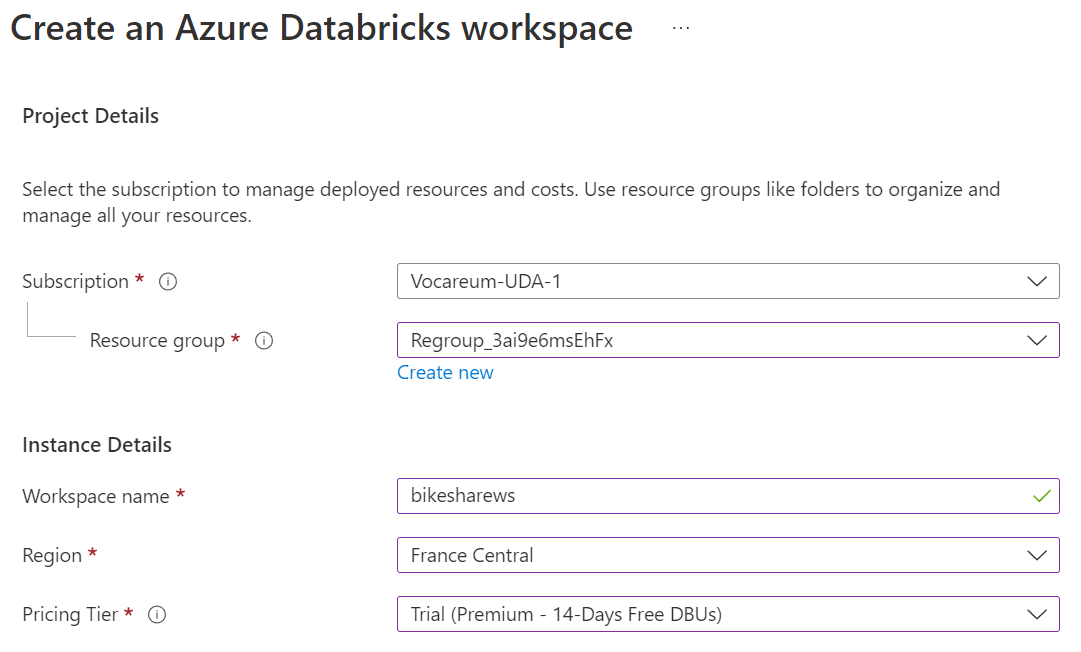 Create an Azure Databricks workspace ...
Project Details
Select the subscription to manage deployed resources and costs. Use resource groups like folders to organize and
manage all your resources.
Subscription * Vocareum-UDA-1
Resource group * Regroup_3ai9e6msEhFx
Create new
Instance Details
Workspace name * bikesharews
Region * France Central
Pricing Tier * Trial (Premium - 14-Days Free DBUs)